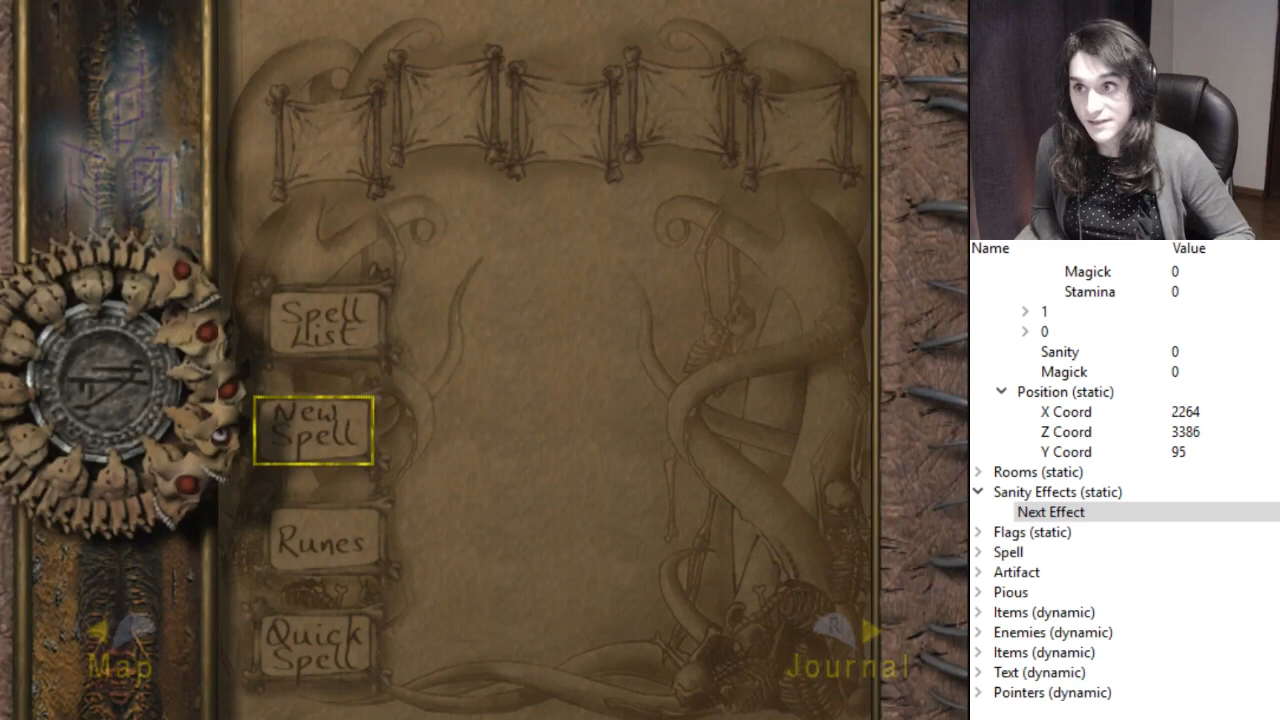 Spell
List
New
Spell
Runes
Quick
Spell
Map
R
Journal
Name Value
Magick 0
Stamina 0
1
0
Sanity 0
Magick 0
Position (static)
X Coord 2264
Z Coord 3386
Y Coord 95
Rooms (static)
Sanity Effects (static)
Next Effect
Flags (static)
Spell
Artifact
Pious
Items (dynamic)
Enemies (dynamic)
Items (dynamic)
Text (dynamic)
Pointers (dynamic)